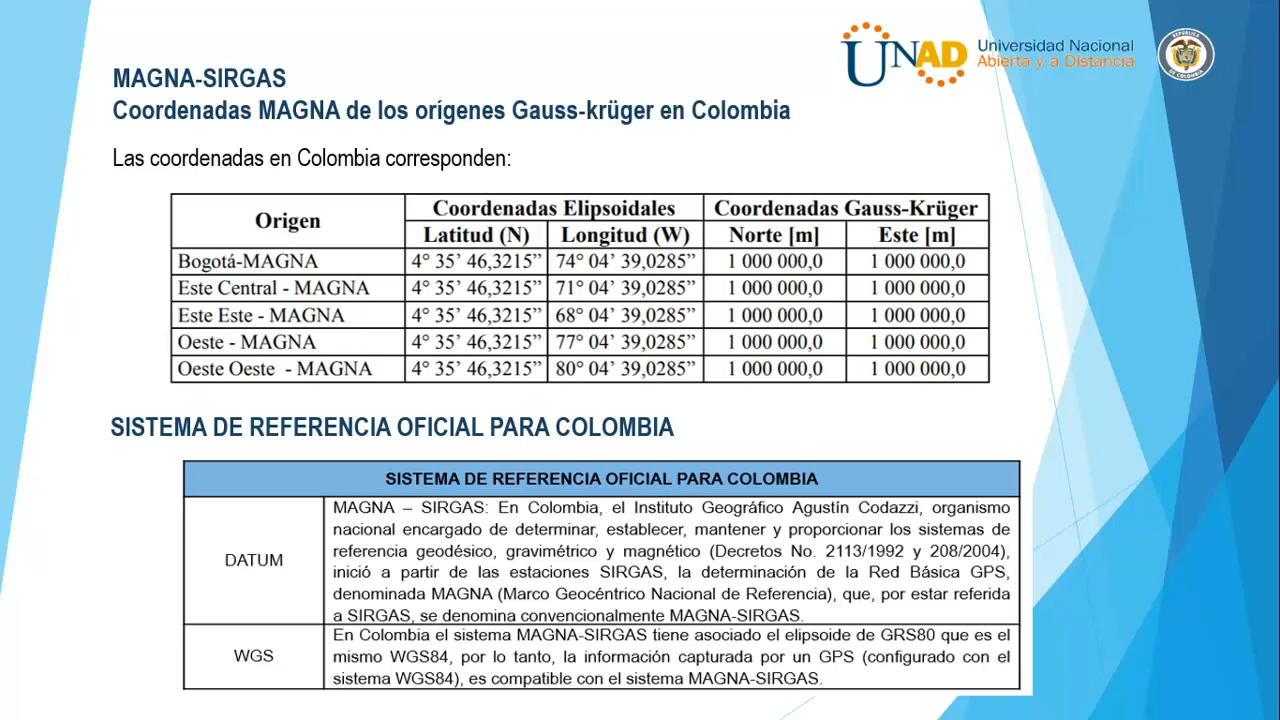 UNAD Universidad Nacional
Abierta y a Distancia
REPÚBLICA
DE COLOMBIA
MAGNA-SIRGAS
Coordenadas MAGNA de los orígenes Gauss-krüger en Colombia
Las coordenadas en Colombia corresponden:
Origen Coordenadas Elipsoidales Coordenadas Gauss-Krüger
Latitud (N) Longitud (W) Norte [m] Este [m]
Bogotá-MAGNA 4° 35’ 46,3215” 74° 04’ 39,0285” 1 000 000,0 1 000 000,0
Este Central - MAGNA 4° 35’ 46,3215” 71° 04’ 39,0285” 1 000 000,0 1 000 000,0
Este Este - MAGNA 4° 35’ 46,3215” 68° 04’ 39,0285” 1 000 000,0 1 000 000,0
Oeste - MAGNA 4° 35’ 46,3215” 77° 04’ 39,0285” 1 000 000,0 1 000 000,0
Oeste Oeste - MAGNA 4° 35’ 46,3215” 80° 04’ 39,0285” 1 000 000,0 1 000 000,0
SISTEMA DE REFERENCIA OFICIAL PARA COLOMBIA
SISTEMA DE REFERENCIA OFICIAL PARA COLOMBIA
DATUM
MAGNA – SIRGAS: En Colombia, el Instituto Geográfico Agustín Codazzi, organismo
nacional encargado de determinar, establecer, mantener y proporcionar los sistemas de
referencia geodésico, gravimétrico y magnético (Decretos No. 2113/1992 y 208/2004),
inició a partir de las estaciones SIRGAS, la determinación de la Red Básica GPS,
denominada MAGNA (Marco Geocéntrico Nacional de Referencia), que, por estar referida
a SIRGAS, se denomina convencionalmente MAGNA-SIRGAS.
WGS
En Colombia el sistema MAGNA-SIRGAS tiene asociado el elipsoide de GRS80 que es el
mismo WGS84, por lo tanto, la información capturada por un GPS (configurado con el
sistema WGS84), es compatible con el sistema MAGNA-SIRGAS.